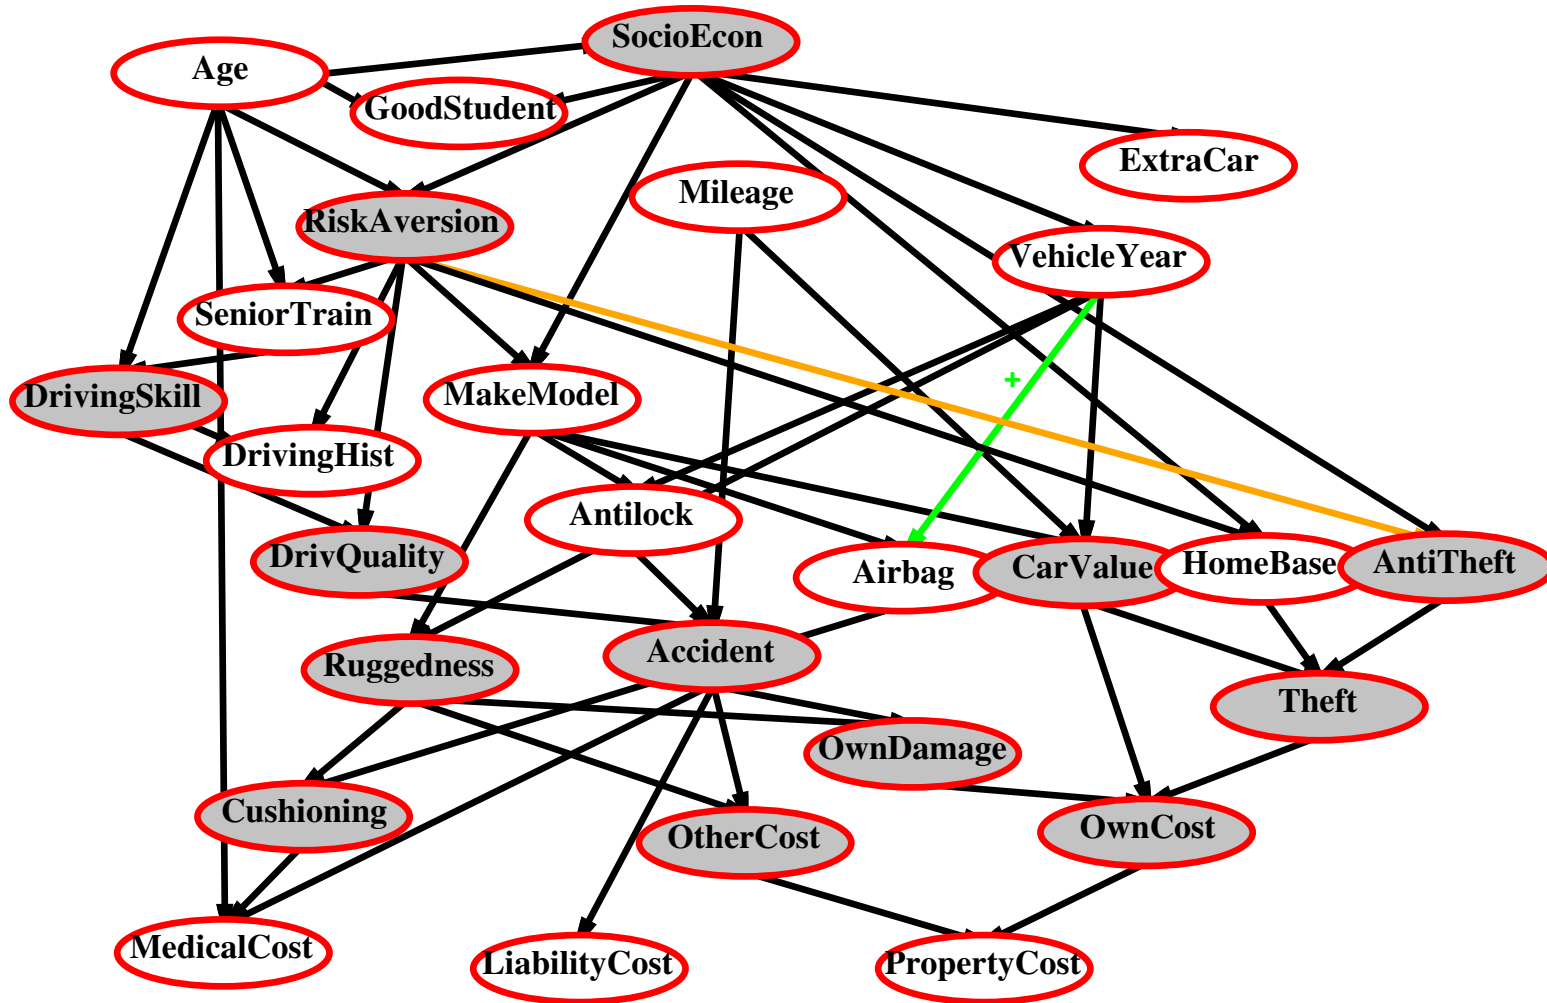 SocioEcon
Age
GoodStudent
ExtraCar
Mileage
RiskAversion
VehicleYear
SeniorTrain
+
DrivingSkill
MakeModel
DrivingHist
Antilock
DrivQuality
Airbag
CarValue
HomeBase
AntiTheft
Ruggedness
Accident
Theft
OwnDamage
Cushioning
OtherCost
OwnCost
MedicalCost
LiabilityCost
PropertyCost